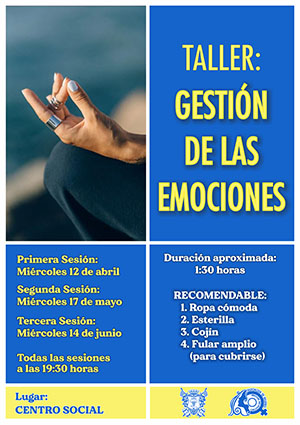 TALLER:
GESTIÓN
DE LAS
EMOCIONES
Primera Sesión:
Miércoles 12 de abril
Segunda Sesión:
Miércoles 17 de mayo
Tercera Sesión:
Miércoles 14 de junio
Todas las sesiones
a las 19:30 horas
Duración aproximada:
1:30 horas
RECOMENDABLE:
1. Ropa cómoda
2. Esterilla
3. Cojín
4. Fular amplio
(para cubrirse)
Lugar:
CENTRO SOCIAL